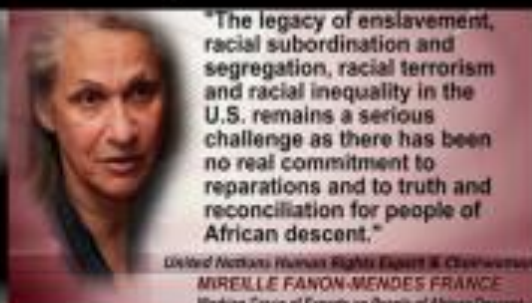 "The legacy of enslavement,
racial subordination and
segregation, racial terrorism
and racial inequality in the
U.S. remains a serious
challenge as there has been
no real commitment to
reparations and to truth and
reconciliation for people of
African descent."
United Nations Human Rights Expert & Chairwoman
MIREILLE FANON-MENDES FRANCE